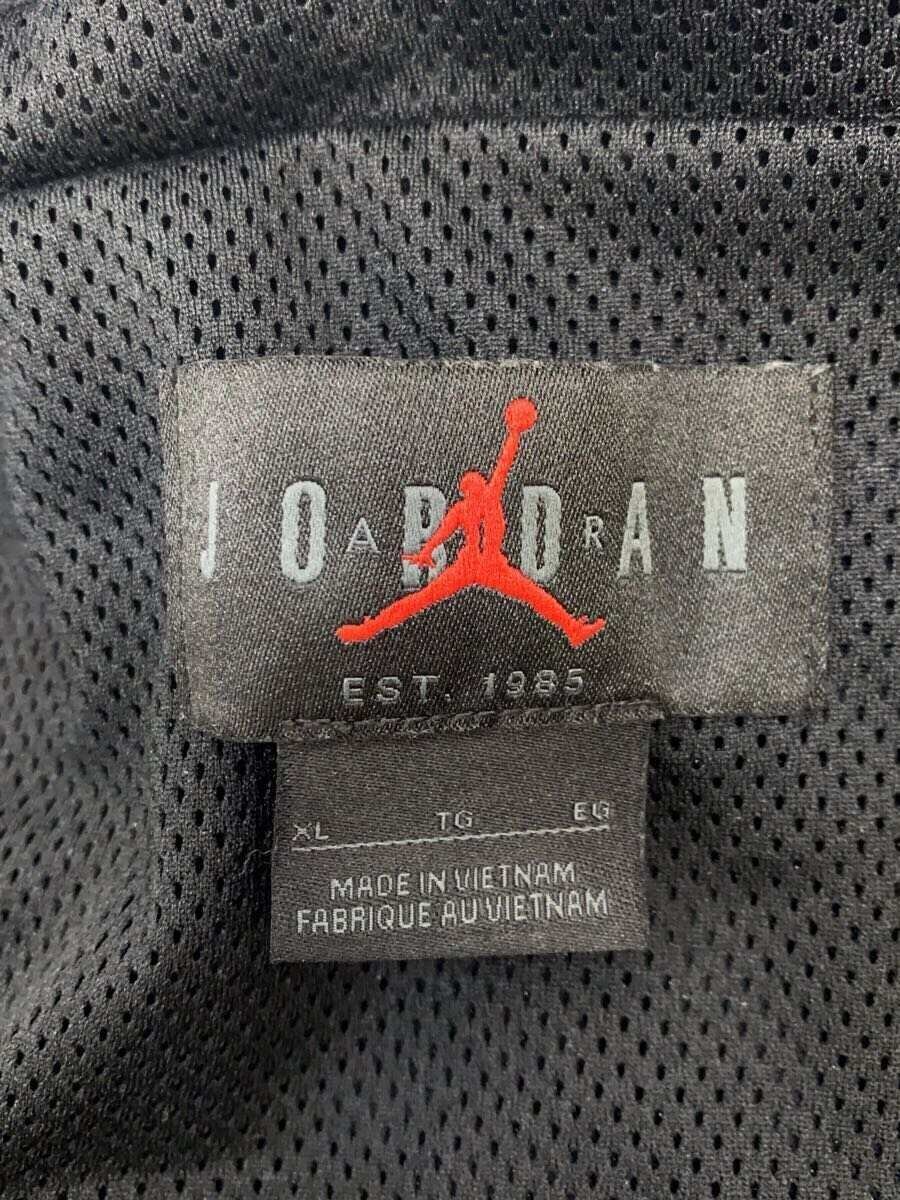 JORDAN
AIR
EST. 1985
XL TG EG
MADE IN VIETNAM
FABRIQUE AU VIETNAM